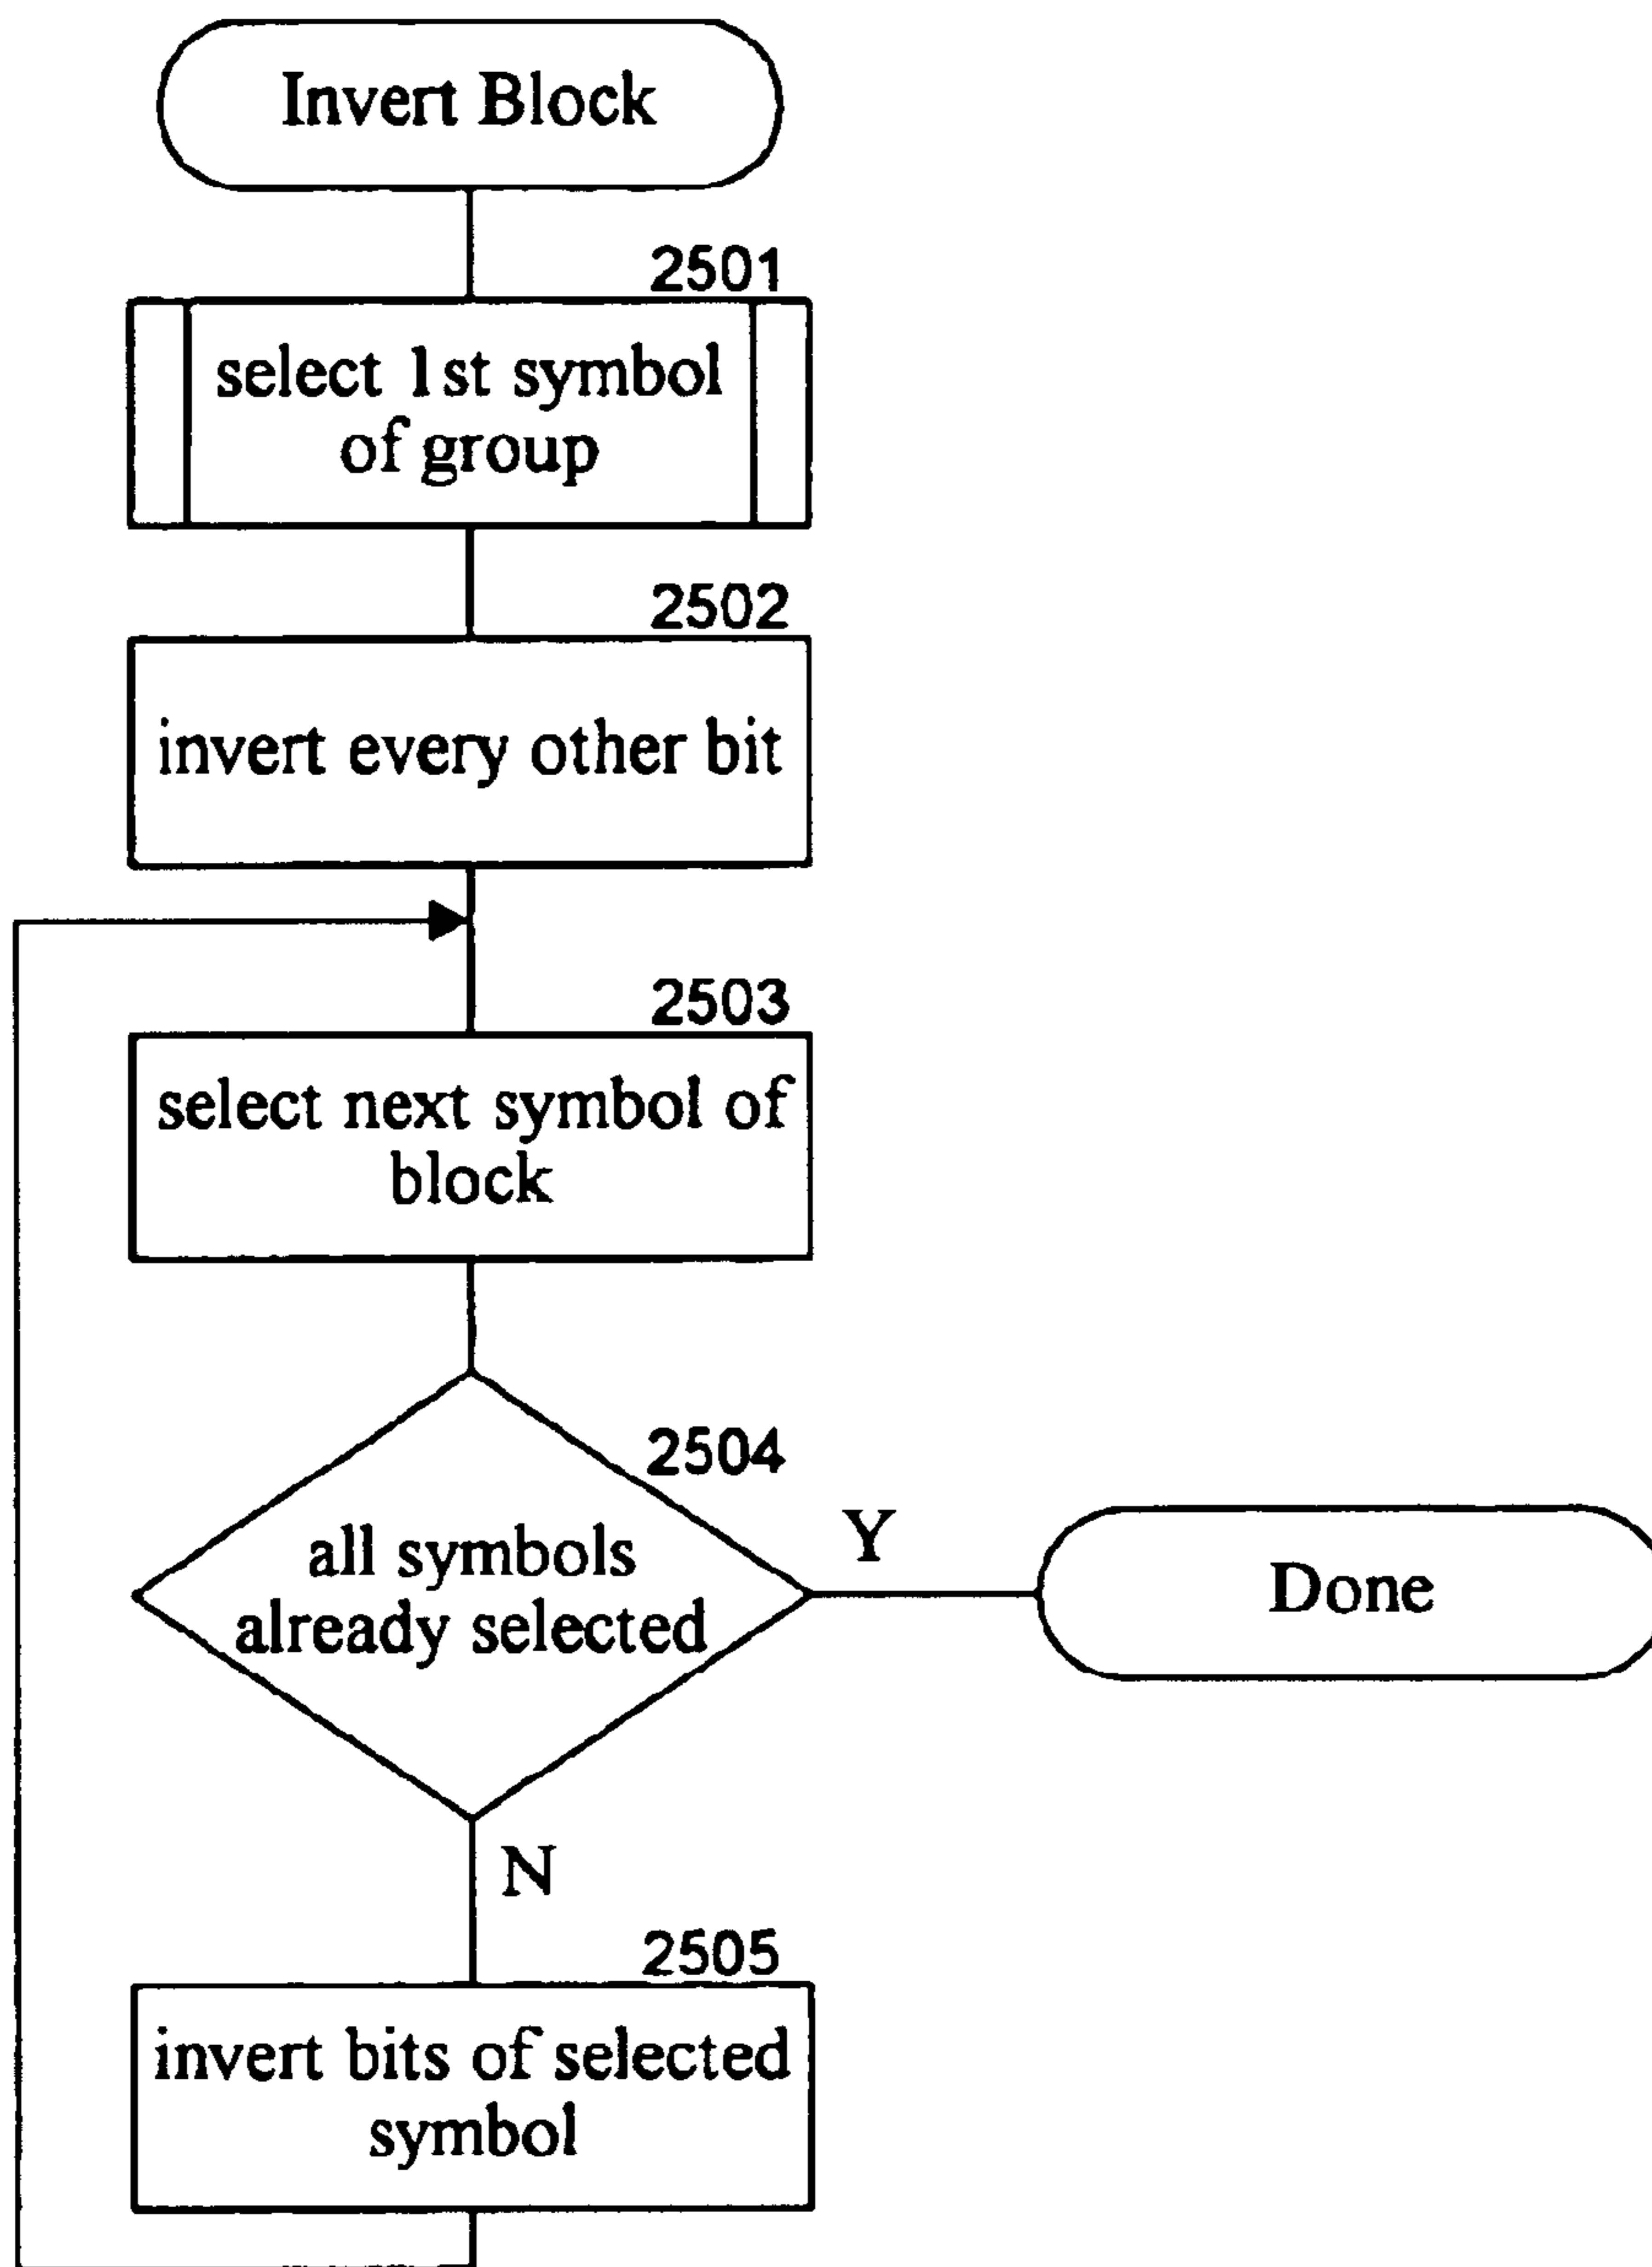 Invert Block
2501
select 1st symbol
of group
2502
invert every other bit
2503
select next symbol of
block
2504
all symbols
already selected
Y
Done
N
2505
invert bits of selected
symbol